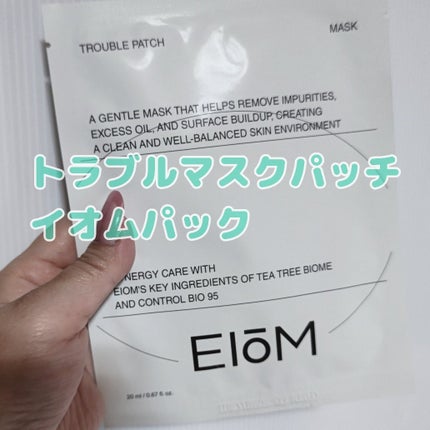 TROUBLE PATCH
MASK
A GENTLE MASK THAT HELPS REMOVE IMPURITIES,
EXCESS OIL, AND SURFACE BUILDUP, CREATING
A CLEAN AND WELL-BALANCED SKIN ENVIRONMENT
トラブルマスクパッチ
イオムパック
ENERGY CARE WITH
EIOM'S KEY INGREDIENTS OF TEA TREE BIOME
AND CONTROL BIO 95
EIōM
20 ml / 0.67 fl. oz.